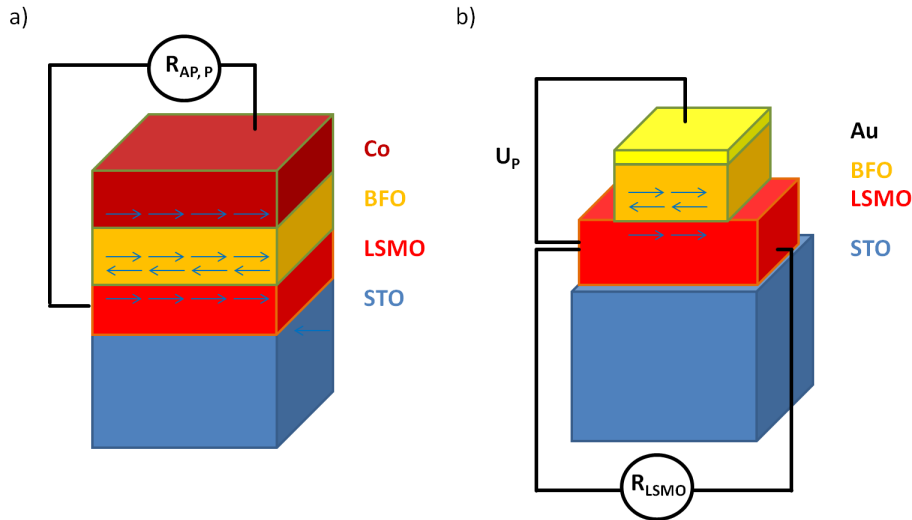 a)
R_AP, P
Co
BFO
LSMO
STO
b)
U_P
Au
BFO
LSMO
STO
R_LSMO